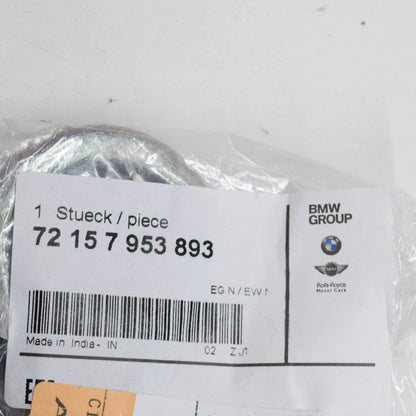 1 Stueck / piece
72 15 7 953 893
BMW
GROUP
Rolls-Royce
Motor Cars
EG N / EW
Made in India - IN
02